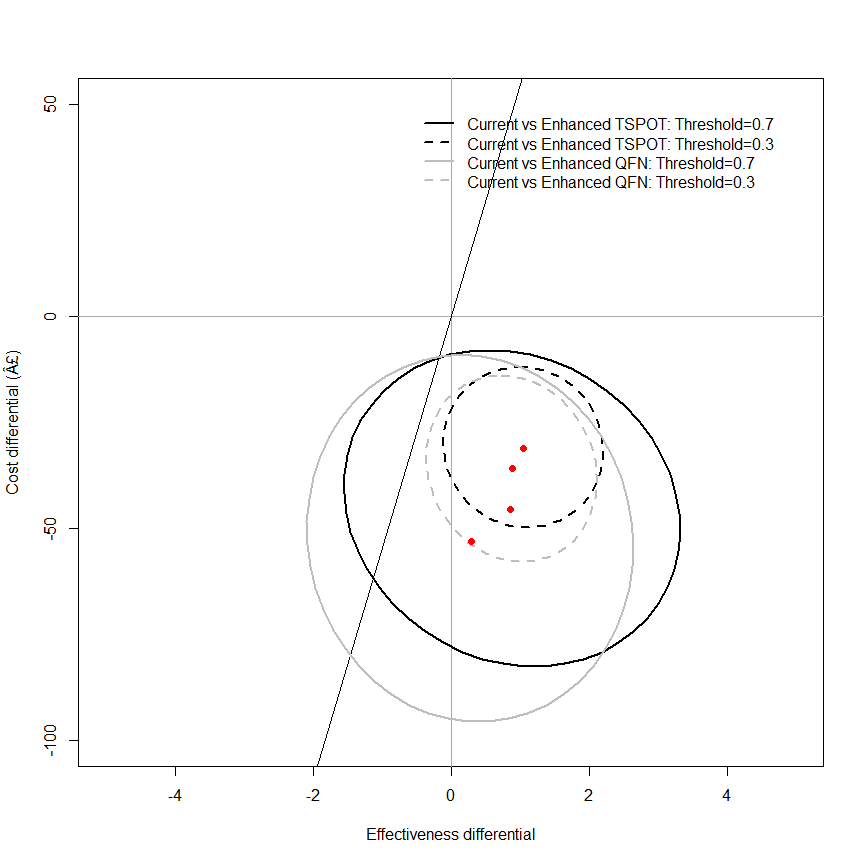 Current vs Enhanced TSPOT: Threshold=0.7
Current vs Enhanced TSPOT: Threshold=0.3
Current vs Enhanced QFN: Threshold=0.7
Current vs Enhanced QFN: Threshold=0.3
50
0
-50
-100
Cost differential (Â£)
-4
-2
0
2
4
Effectiveness differential